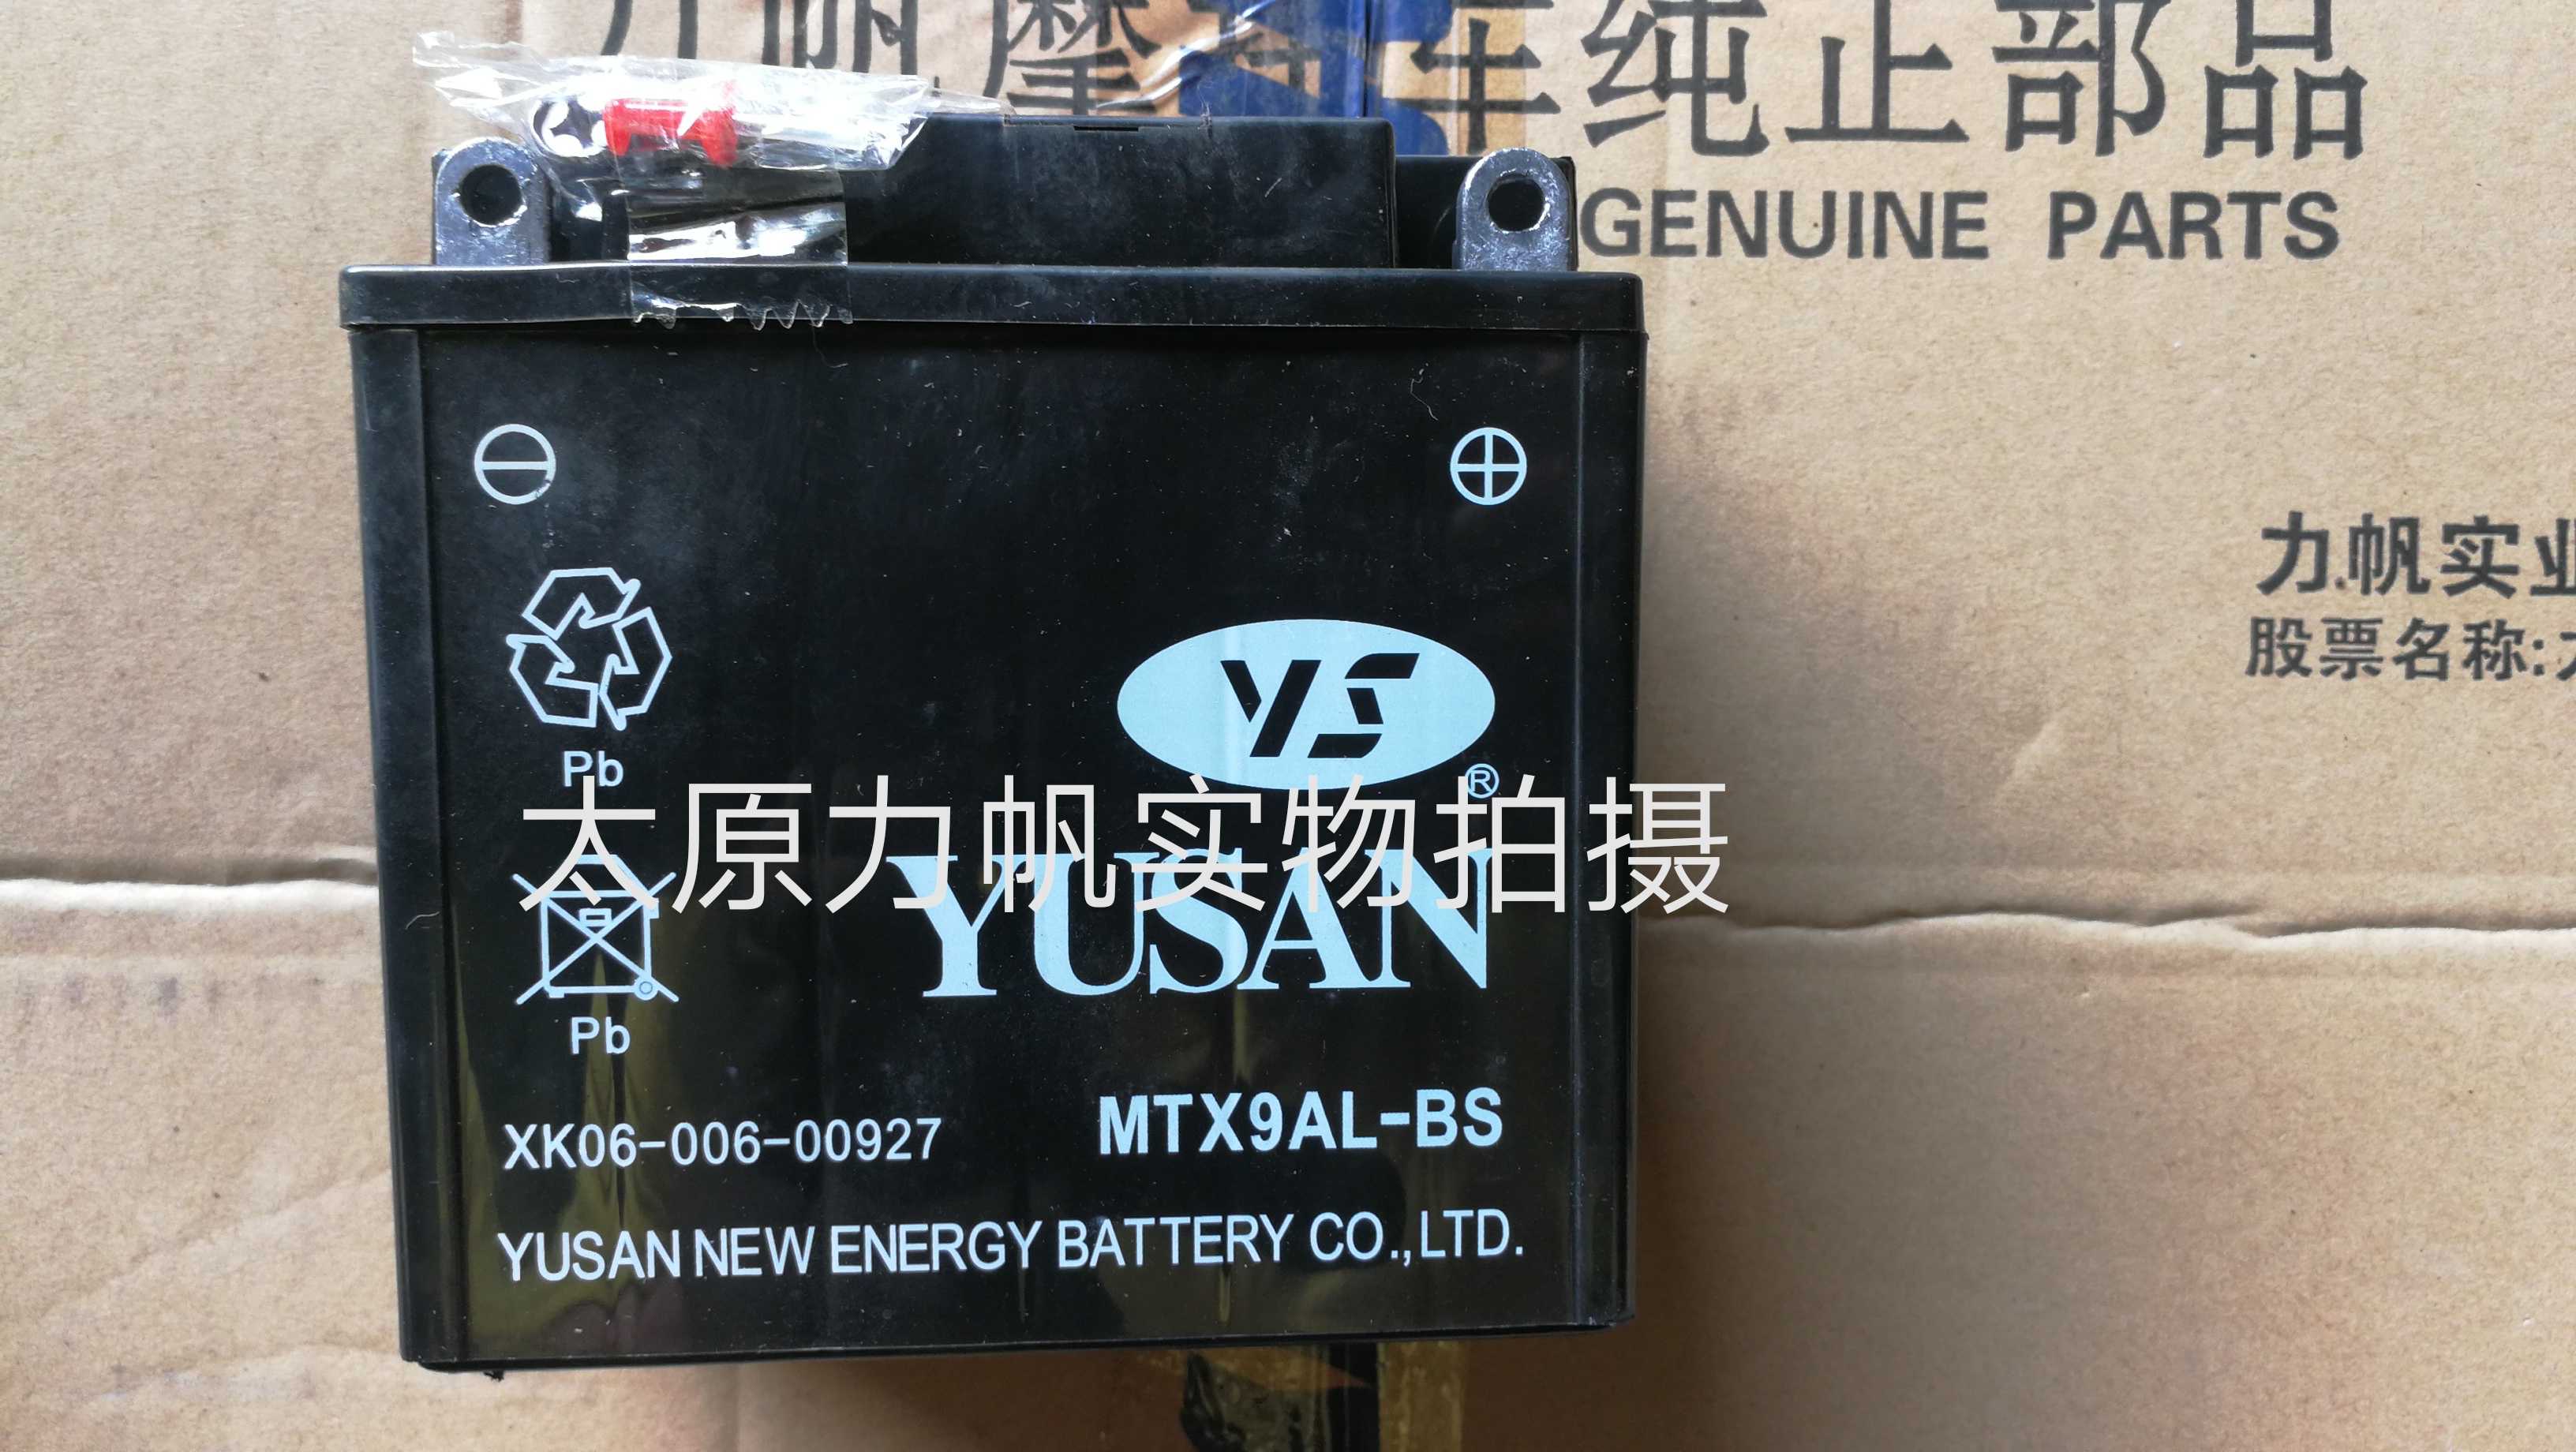 力帆摩托车纯正部品
GENUINE PARTS
力帆实业
股票名称:力
YS
®
Pb
太原力帆实物拍摄
YUSAN
Pb
XK06-006-00927
MTX9AL-BS
YUSAN NEW ENERGY BATTERY CO.,LTD.